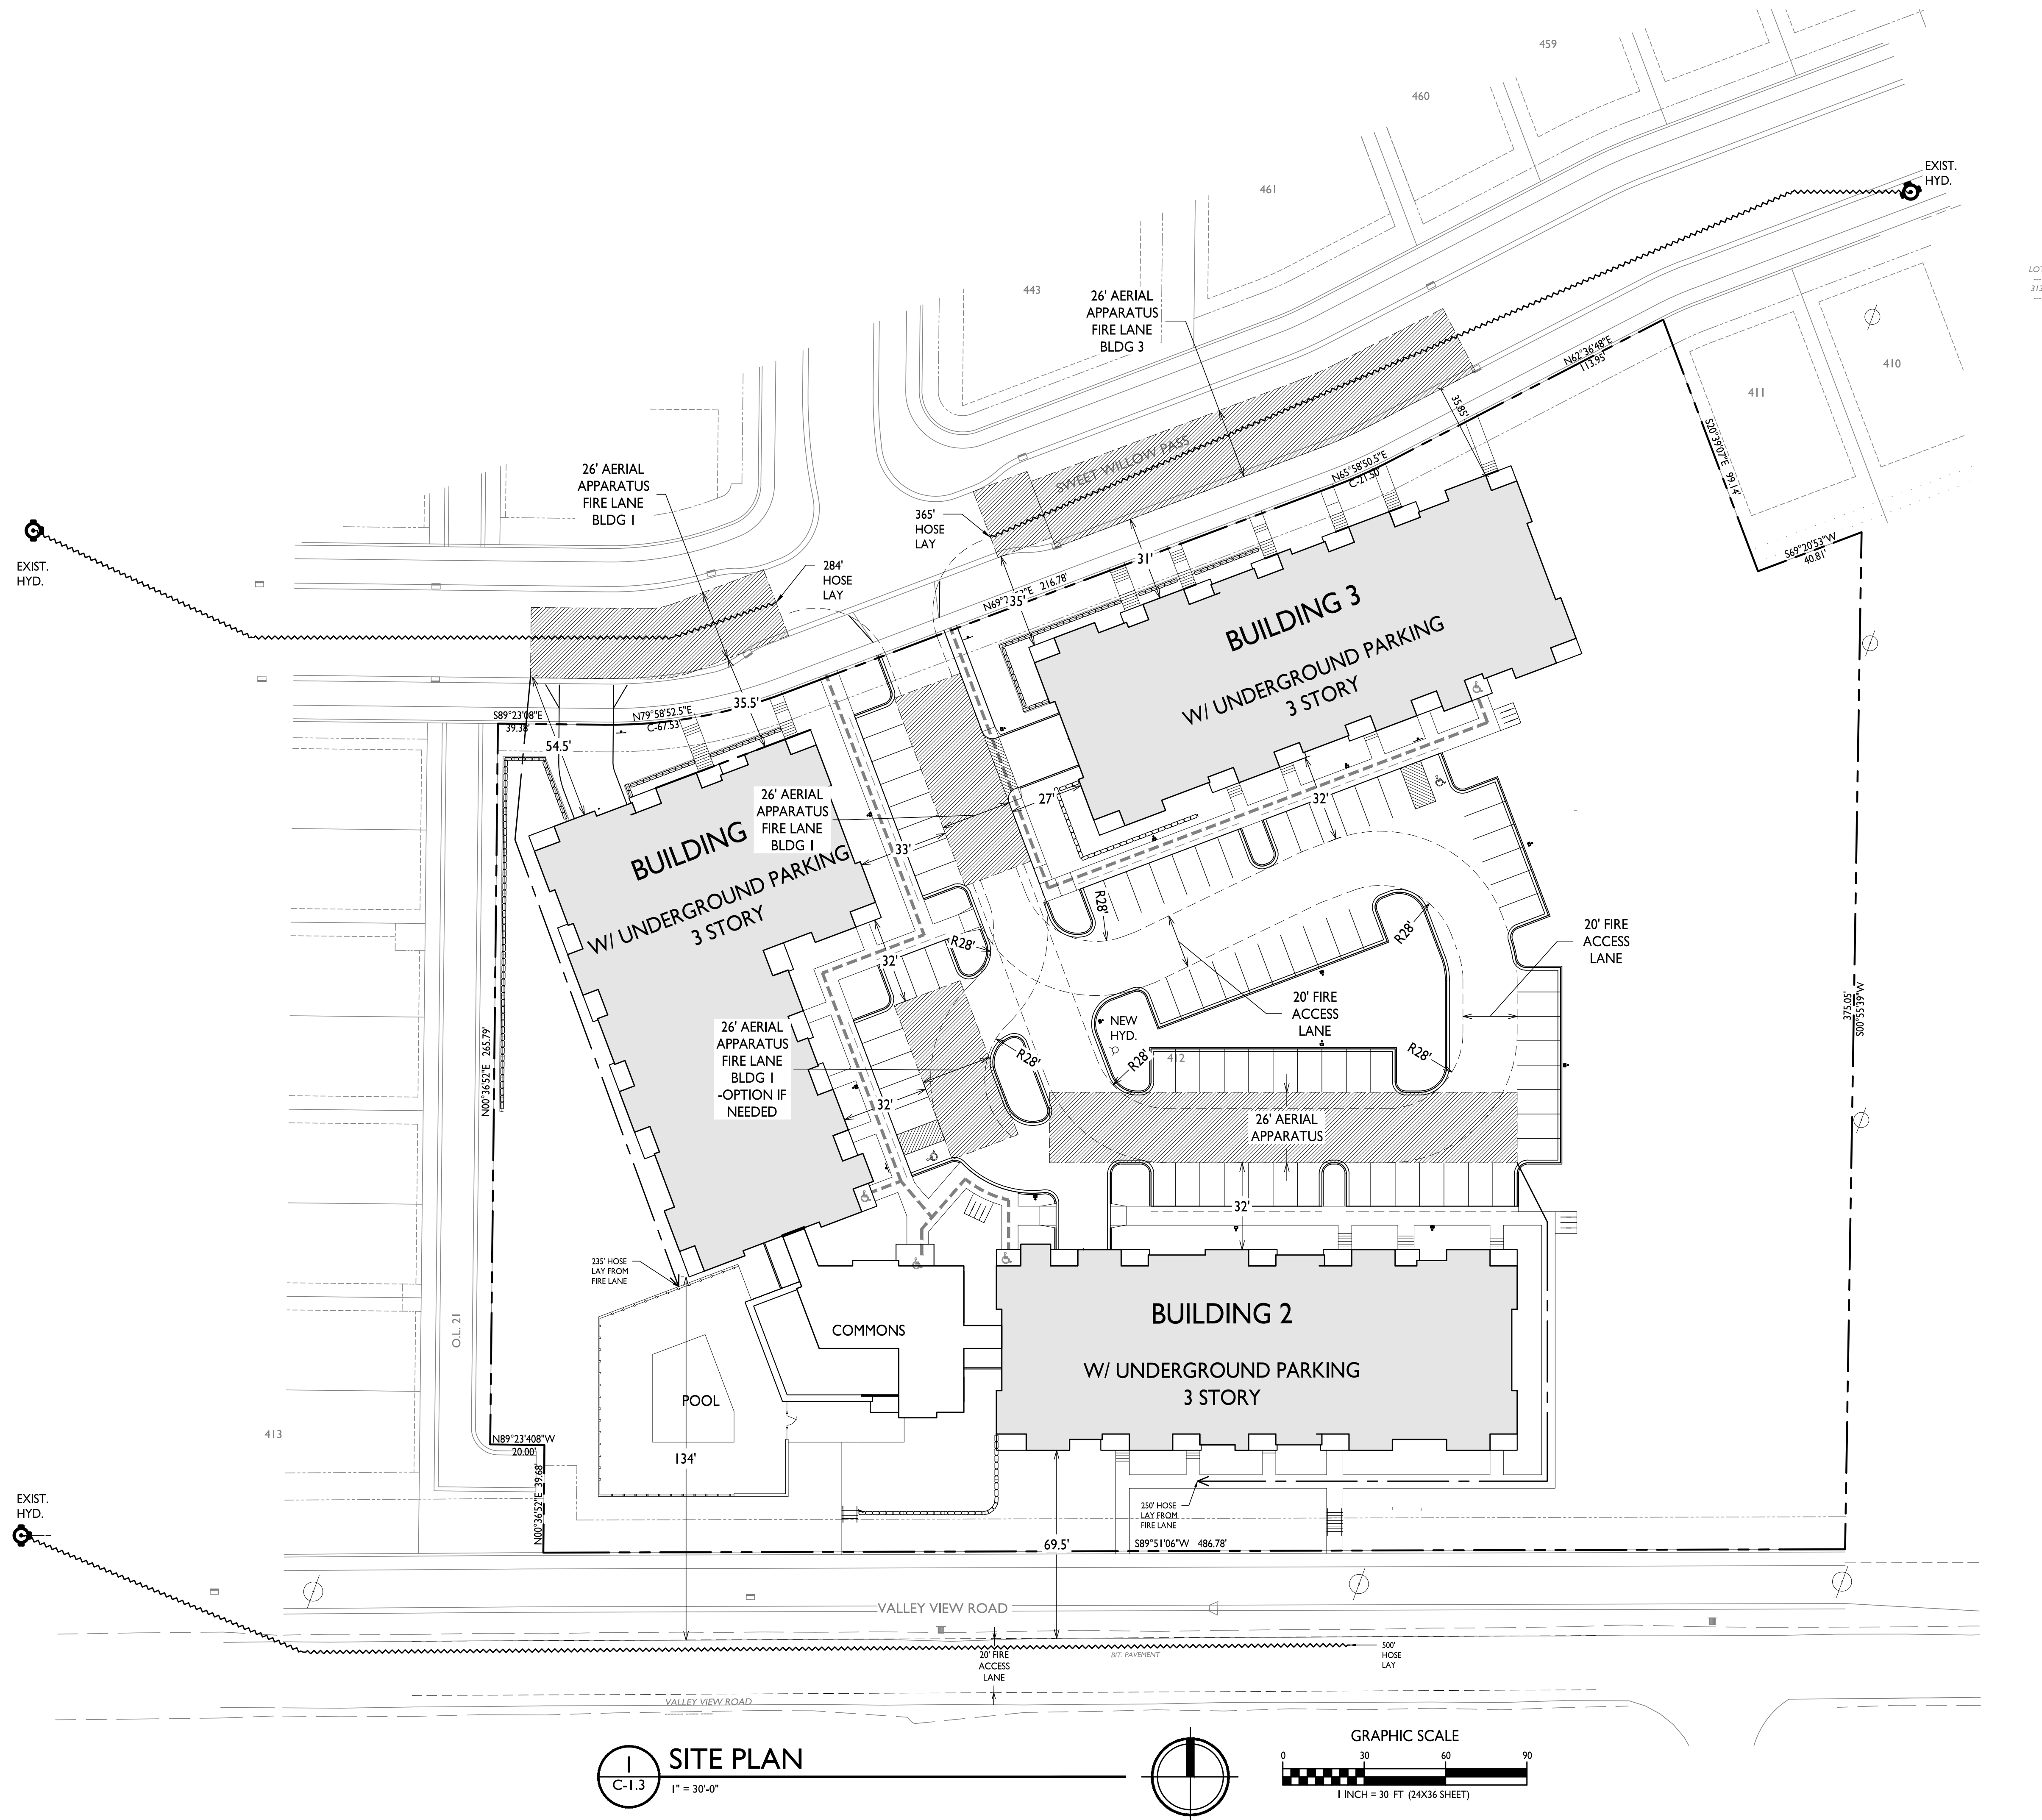 459
460
EXIST.
HYD.
461
443
26' AERIAL
APPARATUS
FIRE LANE
BLDG 3
N62°36'48"E
113.95'
410
411
35.85'
S20°39'07"E 99.14'
SWEET WILLOW PASS
N65°58'50.5"E
C-21.50'
26' AERIAL
APPARATUS
FIRE LANE
BLDG 1
365'
HOSE
LAY
EXIST.
HYD.
S69°20'53"W
40.81'
31'
284'
HOSE
LAY
216.78'
35'
BUILDING 3
W/ UNDERGROUND PARKING
3 STORY
35.5'
S89°23'08"E
39.38'
N79°58'52.5"E
C-67.53'
54.5'
26' AERIAL
APPARATUS
FIRE LANE
BLDG 1
27'
32'
33'
BUILDING
W/ UNDERGROUND PARKING
3 STORY
R28'
R28'
R28'
20' FIRE
ACCESS
LANE
32'
20' FIRE
ACCESS
LANE
375.05'
S00°55'39"W
NEW
HYD.
412
R28'
R28'
R28'
26' AERIAL
APPARATUS
FIRE LANE
BLDG 1
-OPTION IF
NEEDED
N00°36'52"E 265.79'
32'
26' AERIAL
APPARATUS
32'
235' HOSE
LAY FROM
FIRE LANE
O.L. 21
COMMONS
BUILDING 2
W/ UNDERGROUND PARKING
3 STORY
POOL
413
N89°23'408"W
20.00'
134'
N00°36'52"E 39.68'
EXIST.
HYD.
250' HOSE
LAY FROM
FIRE LANE
69.5'
S89°51'06"W 486.78'
VALLEY VIEW ROAD
20' FIRE
ACCESS
LANE
BIT. PAVEMENT
500'
HOSE
LAY
VALLEY VIEW ROAD
1
C-1.3
SITE PLAN
1" = 30'-0"
GRAPHIC SCALE
0 30 60 90
1 INCH = 30 FT (24X36 SHEET)